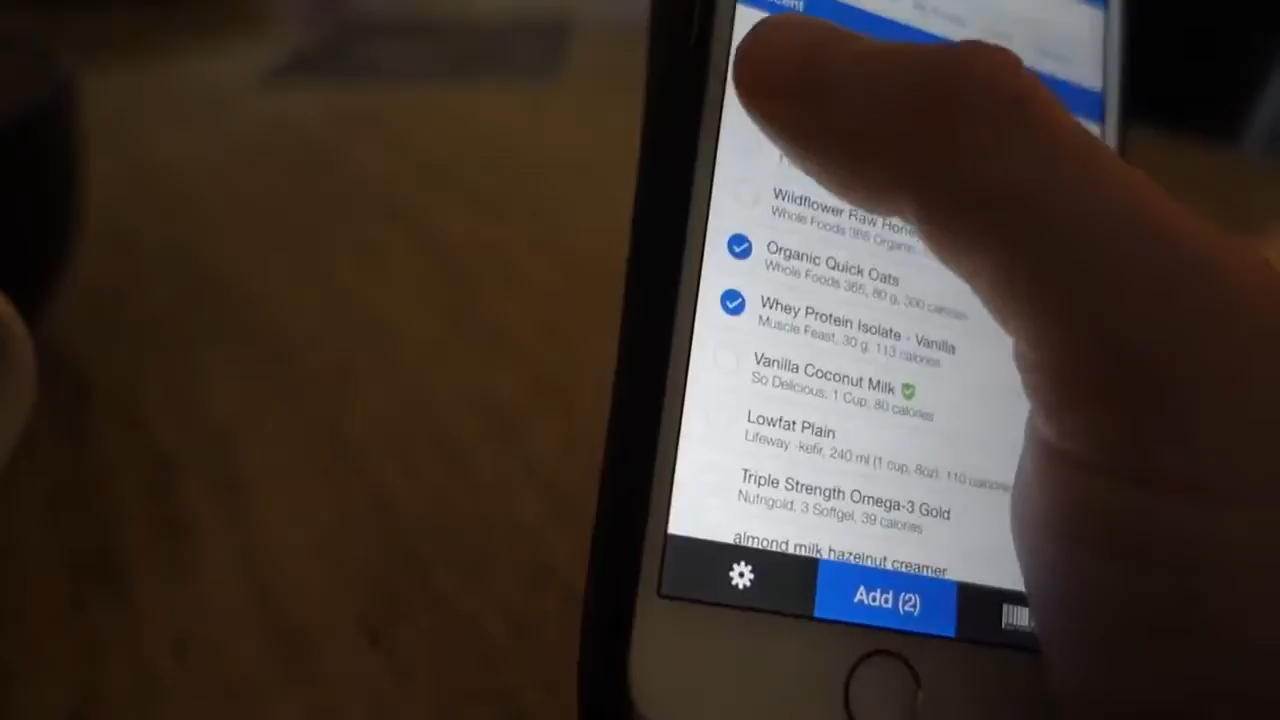 Wildflower Raw
Whole Foods 365 Organic
Organic Quick Oats
Whole Foods 365, 80 g, 300 calories
Whey Protein Isolate - Vanilla
Muscle Feast, 30 g, 113 calories
Vanilla Coconut Milk
So Delicious, 1 Cup, 80 calories
Lowfat Plain
Lifeway -kefir, 240 ml (1 cup, 8oz), 110 calories
Triple Strength Omega-3 Gold
Nutrigold, 3 Softgel, 39 calories
almond milk hazelnut creamer
Add (2)